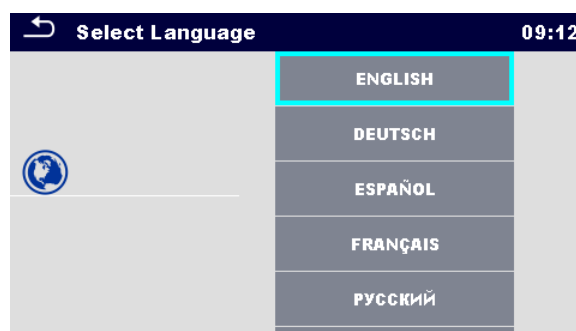 Select Language 09:12
ENGLISH
DEUTSCH
ESPAÑOL
FRANÇAIS
РУССКИЙ